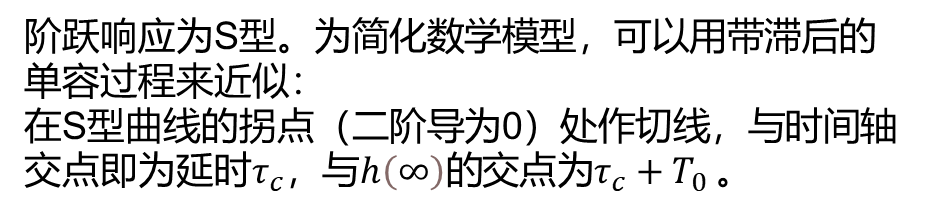 阶跃响应为S型。为简化数学模型，可以用带滞后的
单容过程来近似：
在S型曲线的拐点（二阶导为0）处作切线，与时间轴
交点即为延时τ_c，与h(∞)的交点为τ_c + T_0 。